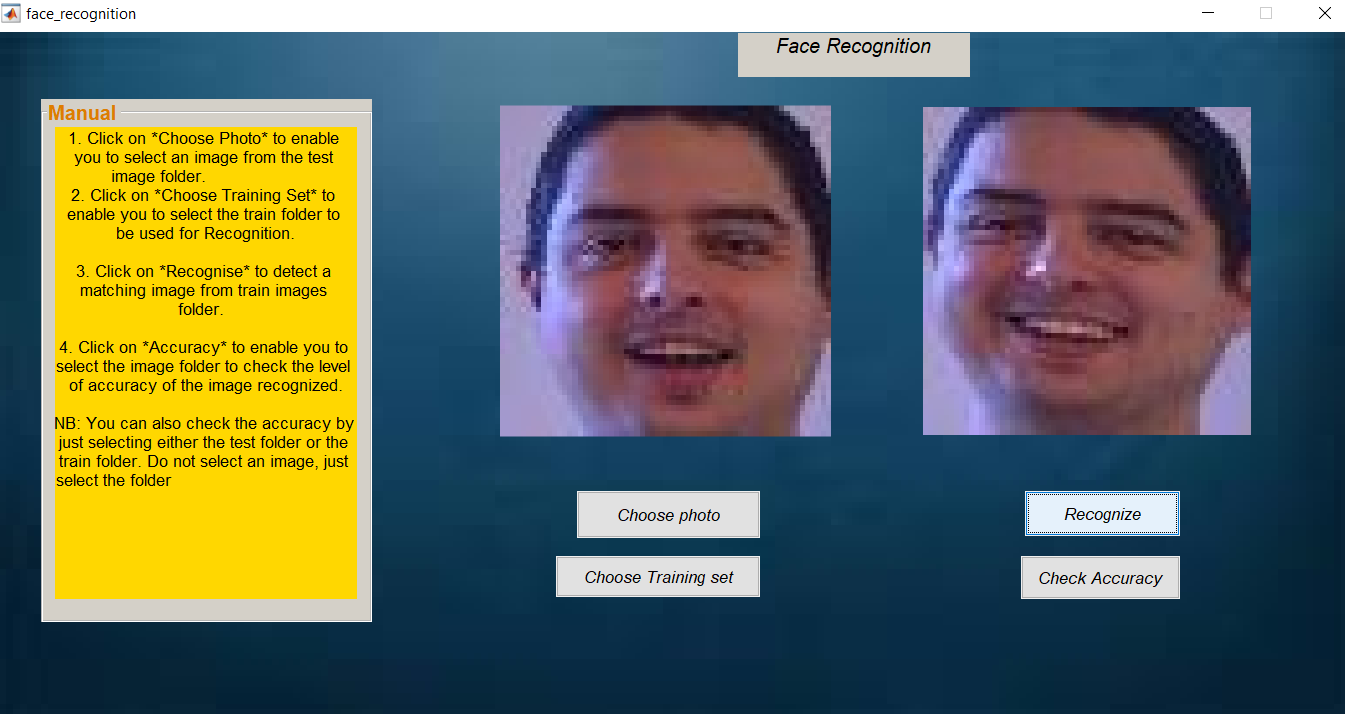 face_recognition
Face Recognition
Manual
1. Click on *Choose Photo* to enable
you to select an image from the test
image folder.
2. Click on *Choose Training Set* to
enable you to select the train folder to
be used for Recognition.
3. Click on *Recognise* to detect a
matching image from train images
folder.
4. Click on *Accuracy* to enable you to
select the image folder to check the level
of accuracy of the image recognized.
NB: You can also check the accuracy by
just selecting either the test folder or the
train folder. Do not select an image, just
select the folder
Choose photo
Recognize
Choose Training set
Check Accuracy